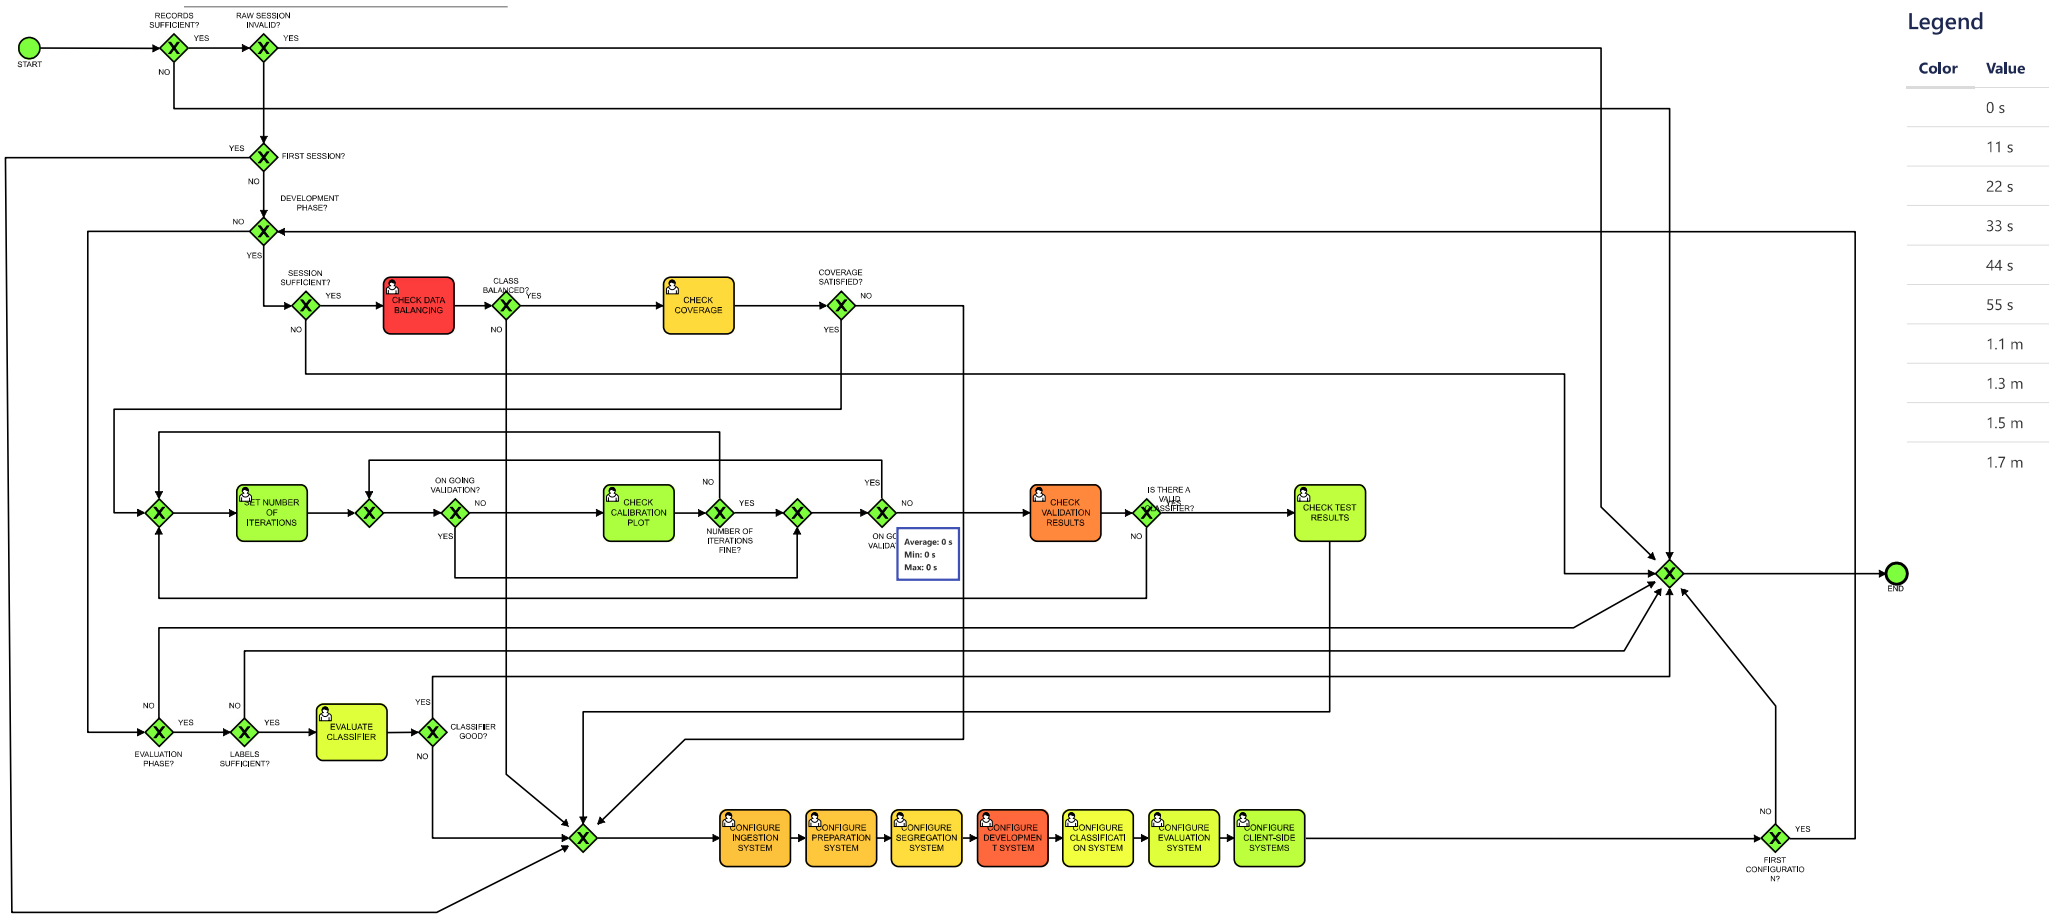 RECORDS
SUFFICIENT?
RAW SESSION
INVALID?
YES
YES
START
NO
Legend
Color Value
0 s
11 s
22 s
33 s
44 s
55 s
1.1 m
1.3 m
1.5 m
1.7 m
YES
FIRST SESSION?
NO
DEVELOPMENT
PHASE?
NO
YES
SESSION
SUFFICIENT?
YES
NO
CHECK DATA
BALANCING
CLASS
BALANCED?
YES
NO
CHECK
COVERAGE
COVERAGE
SATISFIED?
NO
YES
SET NUMBER
OF
ITERATIONS
ON GOING
VALIDATION?
NO
YES
CHECK
CALIBRATION
PLOT
NO
YES
NUMBER OF
ITERATIONS
FINE?
YES
NO
ON GO
VALIDA
Average: 0 s
Min: 0 s
Max: 0 s
CHECK
VALIDATION
RESULTS
IS THERE A
VALID
CLASSIFIER?
YES
NO
CHECK TEST
RESULTS
END
NO
YES
EVALUATION
PHASE?
NO
YES
LABELS
SUFFICIENT?
EVALUATE
CLASSIFIER
YES
CLASSIFIER
GOOD?
NO
CONFIGURE
INGESTION
SYSTEM
CONFIGURE
PREPARATION
SYSTEM
CONFIGURE
SEGREGATION
SYSTEM
CONFIGURE
DEVELOPMEN
T SYSTEM
CONFIGURE
CLASSIFICATI
ON SYSTEM
CONFIGURE
EVALUATION
SYSTEM
CONFIGURE
CLIENT-SIDE
SYSTEMS
NO
YES
FIRST
CONFIGURATIO
N?